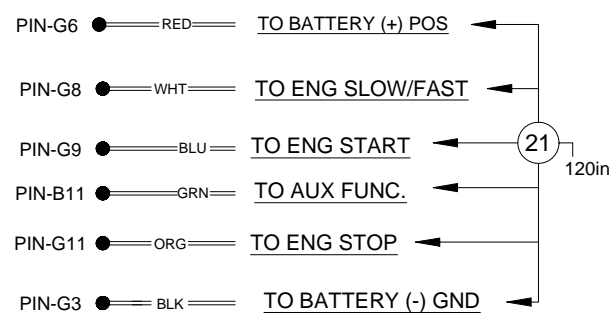 PIN-G6 RED TO BATTERY (+) POS
PIN-G8 WHT TO ENG SLOW/FAST
PIN-G9 BLU TO ENG START
21
120in
PIN-B11 GRN TO AUX FUNC.
PIN-G11 ORG TO ENG STOP
PIN-G3 BLK TO BATTERY (-) GND